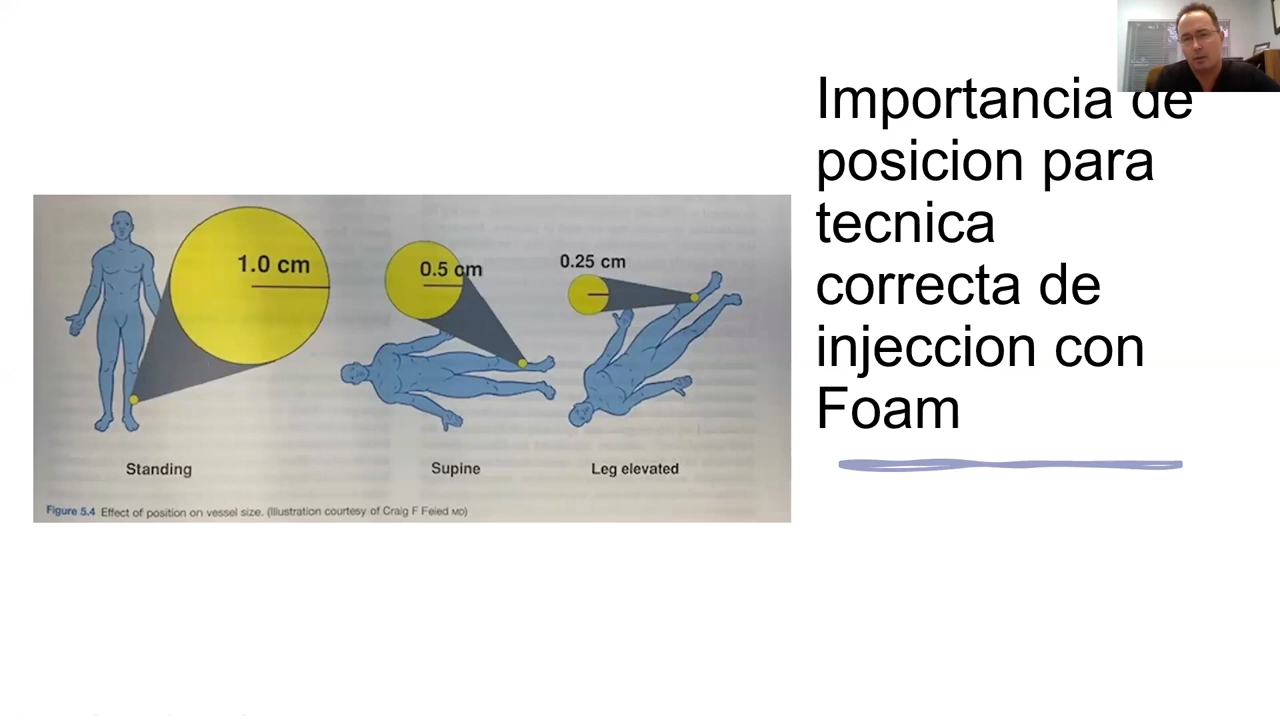 Importancia de
posicion para
tecnica
correcta de
injeccion con
Foam
1.0 cm
0.5 cm
0.25 cm
Standing
Supine
Leg elevated
Figure 5.4 Effect of position on vessel size. (Illustration courtesy of Craig F Feied MD)